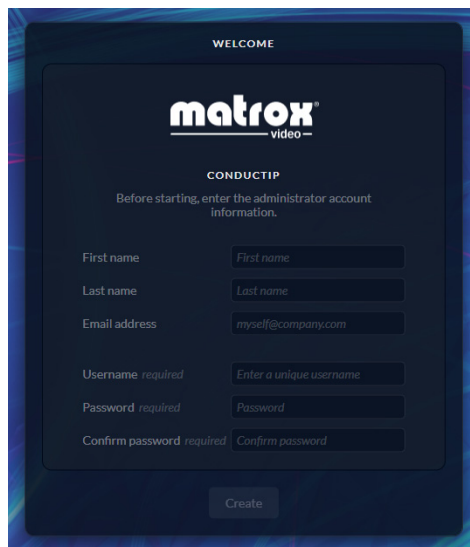 WELCOME
matrox®
video
CONDUCTIP
Before starting, enter the administrator account
information.
First name First name
Last name Last name
Email address myself@company.com
Username required Enter a unique username
Password required Password
Confirm password required Confirm password
Create